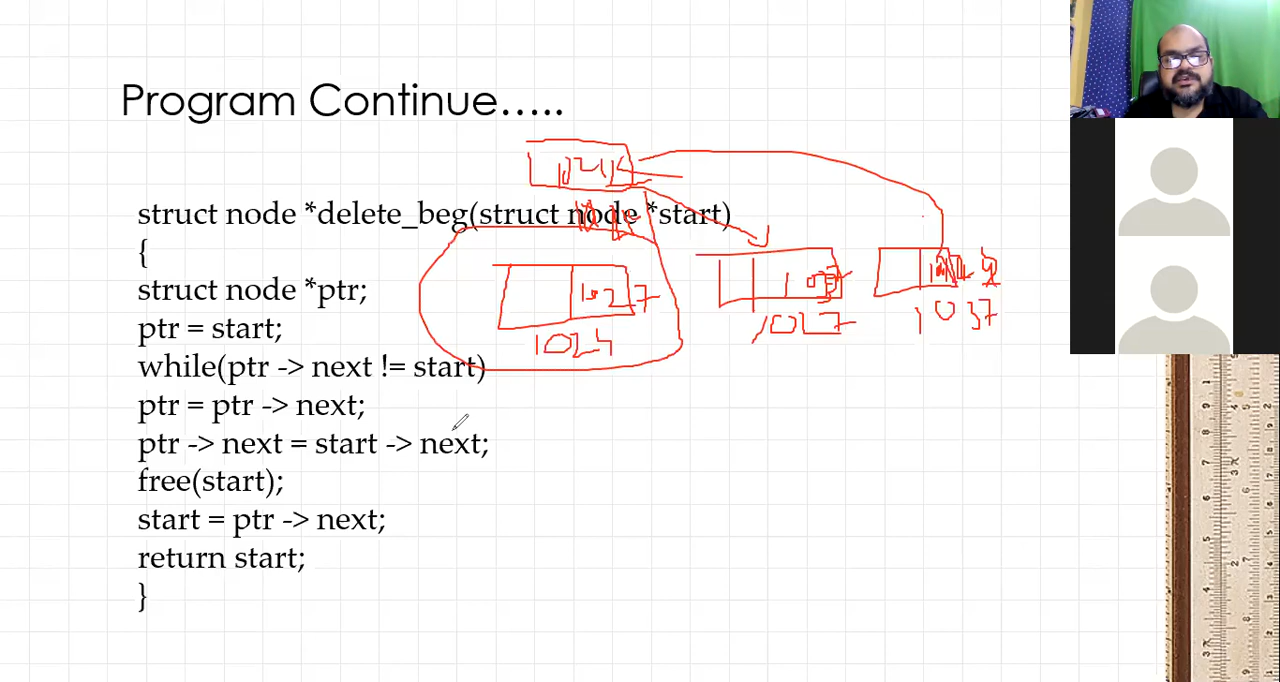 Program Continue…..
struct node *delete_beg(struct node *start)
{
struct node *ptr;
ptr = start;
while(ptr -> next != start)
ptr = ptr -> next;
ptr -> next = start -> next;
free(start);
start = ptr -> next;
return start;
}
1027
1024
1027
1037